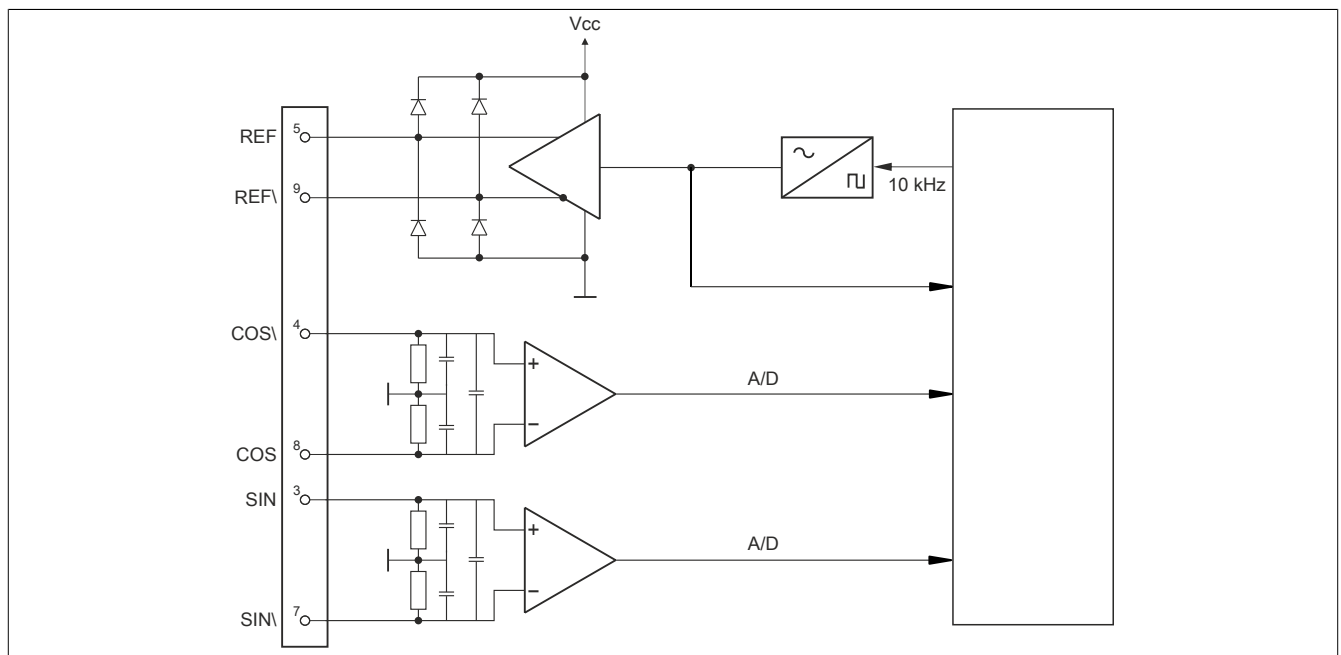 Vcc
REF 5
REF\ 9
10 kHz
COS\ 4
+
A/D
−
COS 8
SIN 3
+
A/D
−
SIN\ 7